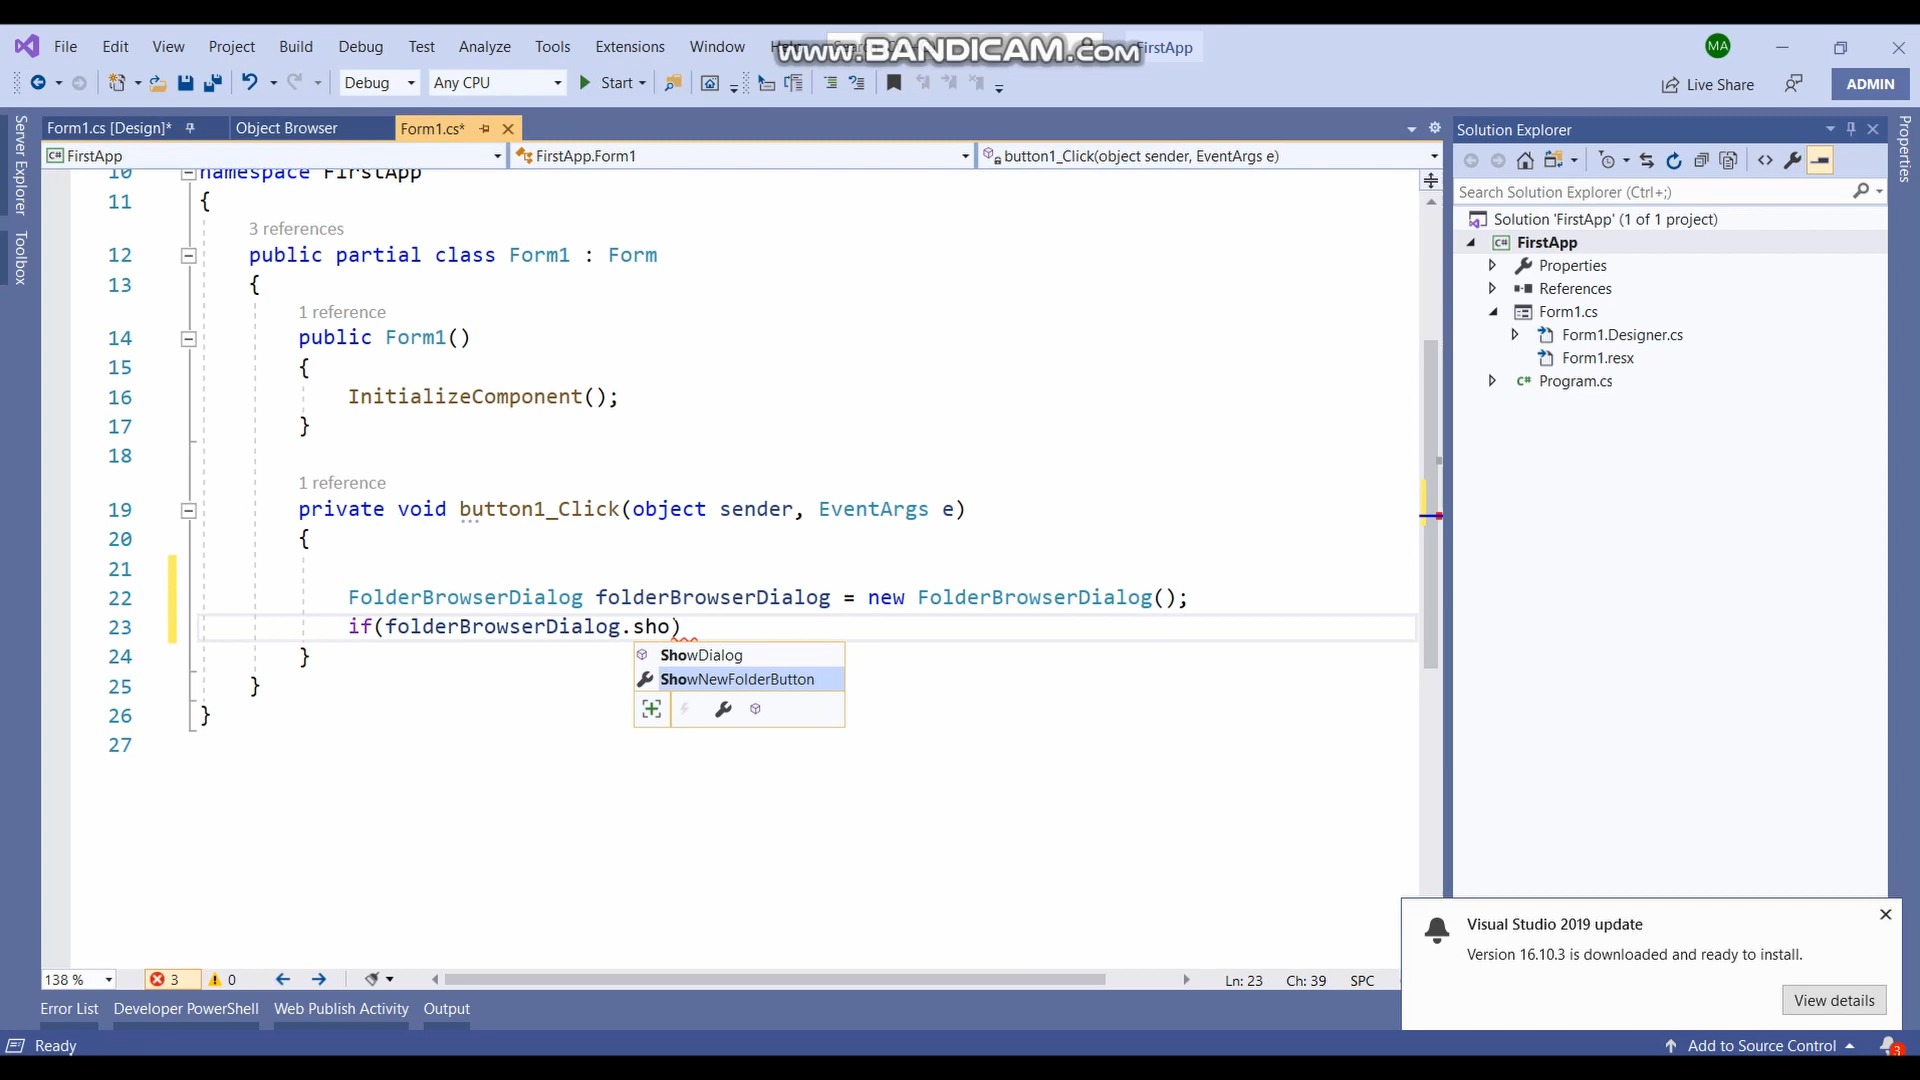 File Edit View Project Build Debug Test Analyze Tools Extensions Window
www.BANDICAM.com
FirstApp
MA
Debug Any CPU Start
Live Share
ADMIN
Form1.cs [Design]* Object Browser Form1.cs*
FirstApp FirstApp.Form1 button1_Click(object sender, EventArgs e)
Server Explorer
Toolbox
10 namespace FirstApp
11 {
3 references
12 public partial class Form1 : Form
13 {
1 reference
14 public Form1()
15 {
16 InitializeComponent();
17 }
18
1 reference
19 private void button1_Click(object sender, EventArgs e)
20 {
21
22 FolderBrowserDialog folderBrowserDialog = new FolderBrowserDialog();
23 if(folderBrowserDialog.sho)
24 }
25 }
26 }
27
ShowDialog
ShowNewFolderButton
Solution Explorer
Search Solution Explorer (Ctrl+;)
Solution 'FirstApp' (1 of 1 project)
FirstApp
Properties
References
Form1.cs
Form1.Designer.cs
Form1.resx
Program.cs
Properties
Visual Studio 2019 update
Version 16.10.3 is downloaded and ready to install.
View details
138 % 3 0 Ln: 23 Ch: 39 SPC
Error List Developer PowerShell Web Publish Activity Output
Ready
Add to Source Control
3